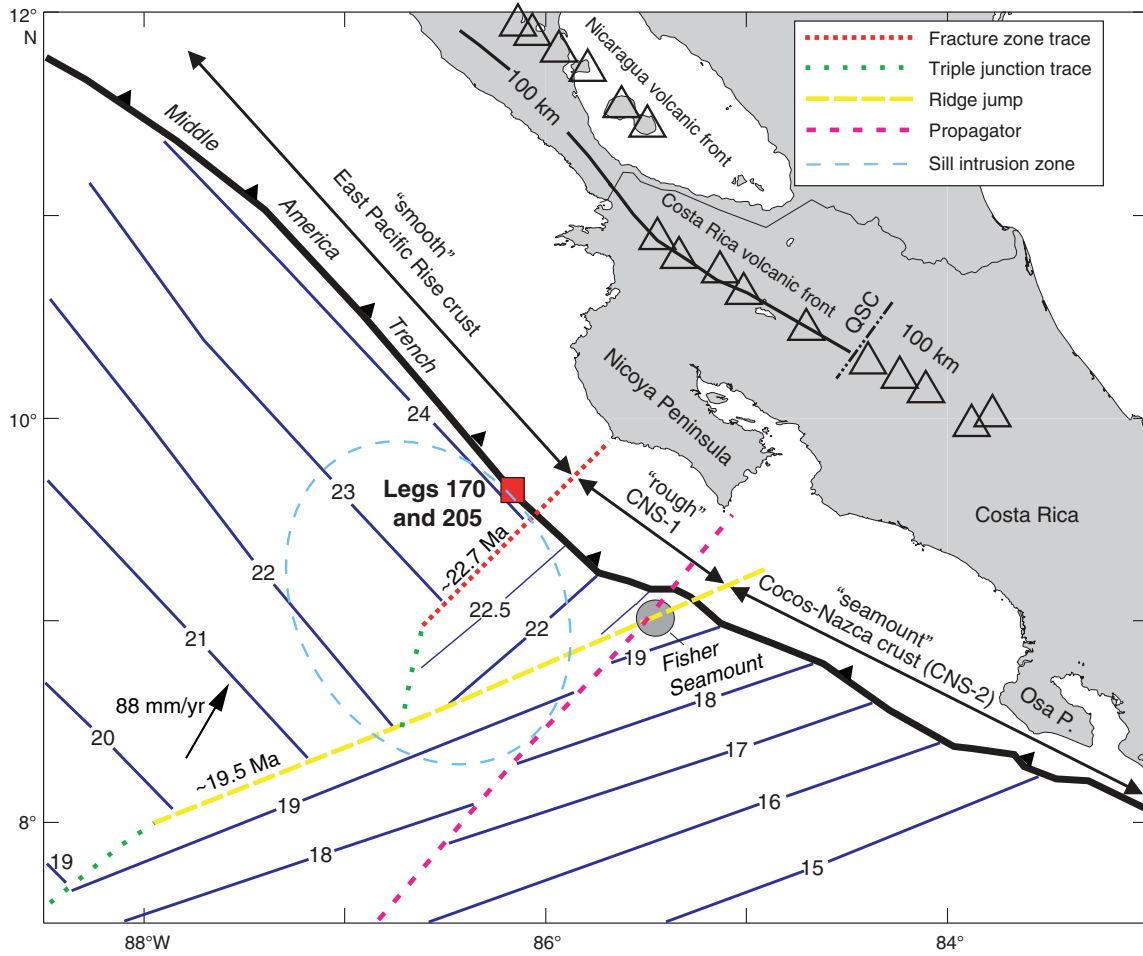 12°
N
10°
8°
88°W
86°
84°
Fracture zone trace
Triple junction trace
Ridge jump
Propagator
Sill intrusion zone
Nicaragua volcanic front
100 km
Costa Rica volcanic front
QSC
100 km
Middle
America
Trench
"smooth"
East Pacific Rise crust
Nicoya Peninsula
Costa Rica
Osa P.
"rough"
CNS-1
"seamount"
Cocos-Nazca crust (CNS-2)
Legs 170
and 205
~22.7 Ma
Fisher
Seamount
88 mm/yr
~19.5 Ma
24
23
22
21
20
19
22.5
22
19
18
17
16
15
19
18